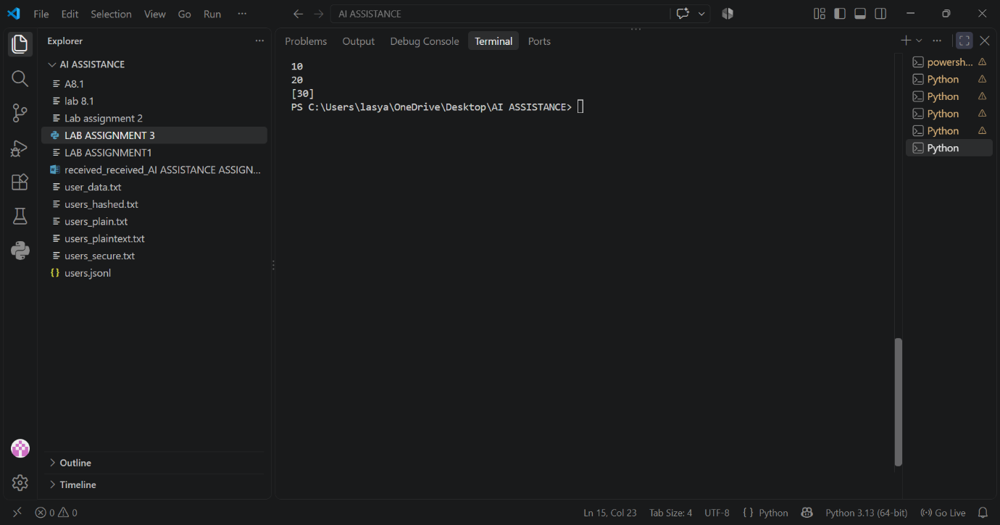 File Edit Selection View Go Run ···
AI ASSISTANCE
Explorer
AI ASSISTANCE
A8.1
lab 8.1
Lab assignment 2
LAB ASSIGNMENT 3
LAB ASSIGNMENT1
received_received_AI ASSISTANCE ASSIGN...
user_data.txt
users_hashed.txt
users_plain.txt
users_plaintext.txt
users_secure.txt
{} users.jsonl
Outline
Timeline
Problems Output Debug Console Terminal Ports
10
20
[30]
PS C:\Users\lasya\OneDrive\Desktop\AI ASSISTANCE>
powersh...
Python
Python
Python
Python
Python
0 0
Ln 15, Col 23 Tab Size: 4 UTF-8 {} Python Python 3.13 (64-bit) Go Live